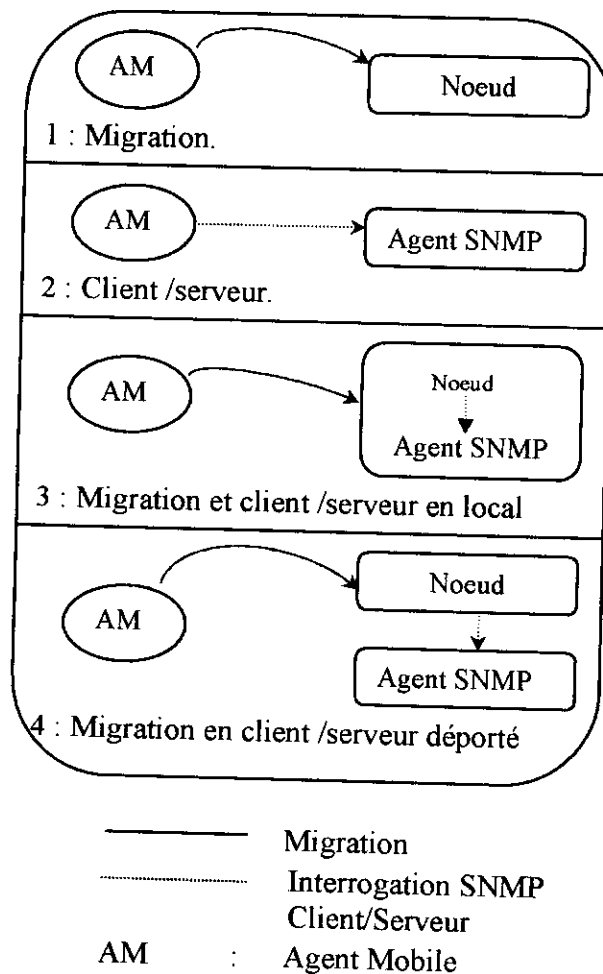 AM Noeud
1 : Migration.
AM Agent SNMP
2 : Client /serveur.
AM Noeud
Agent SNMP
3 : Migration et client /serveur en local
Noeud
AM
Agent SNMP
4 : Migration en client /serveur déporté
Migration
Interrogation SNMP
Client/Serveur
AM : Agent Mobile